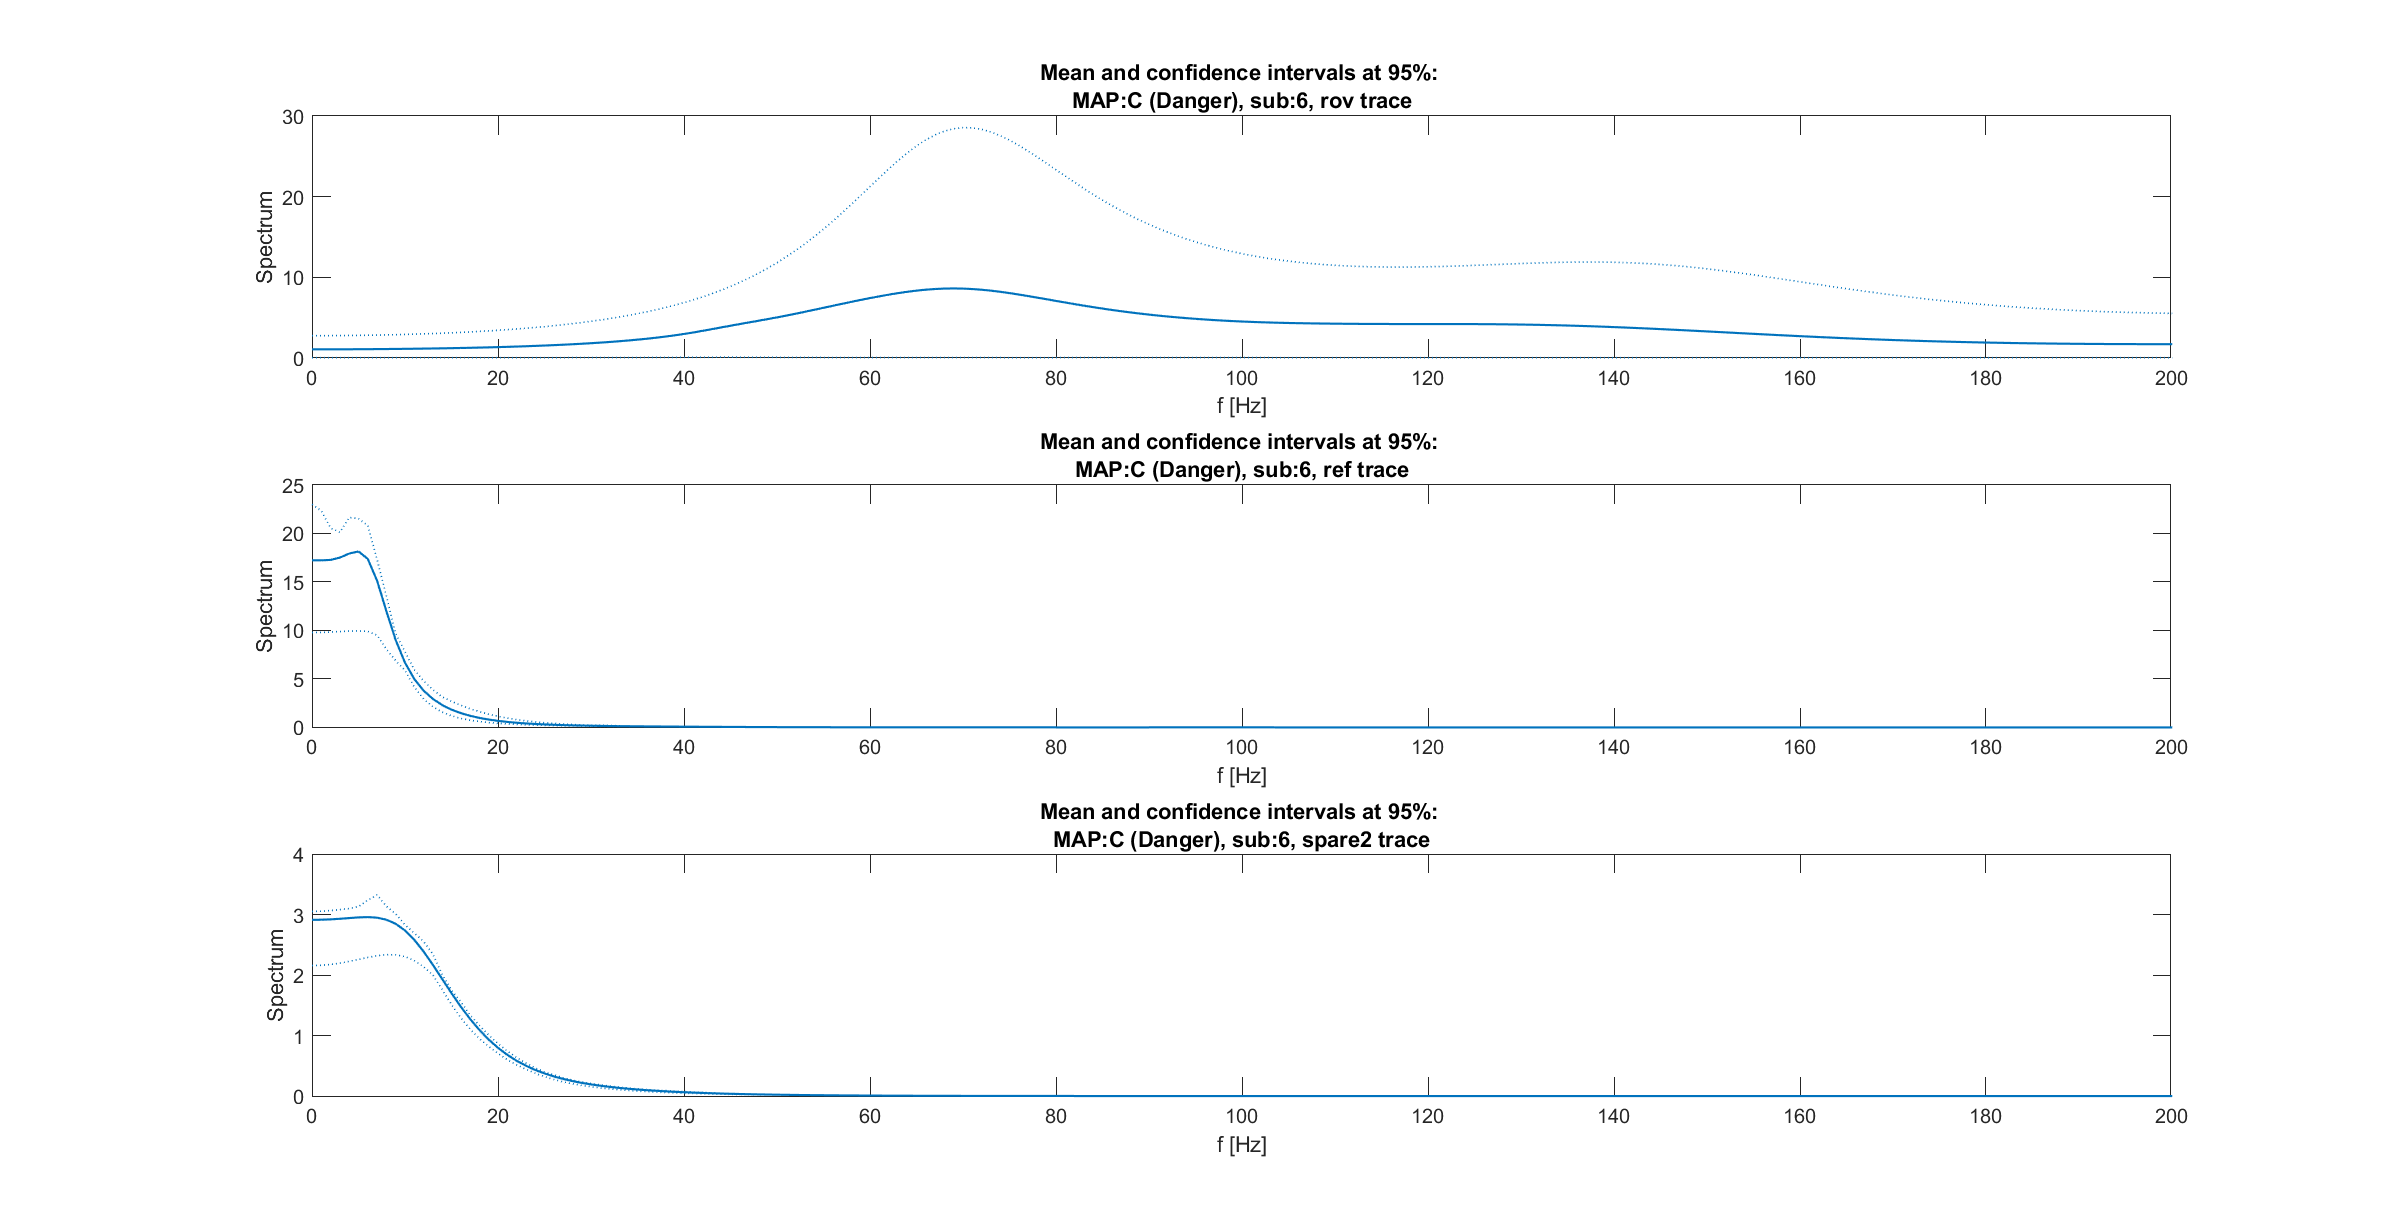 Mean and confidence intervals at 95%:
MAP:C (Danger), sub:6, rov trace
30
20
10
0
Spectrum
0 20 40 60 80 100 120 140 160 180 200
f [Hz]
Mean and confidence intervals at 95%:
MAP:C (Danger), sub:6, ref trace
25
20
15
10
5
0
Spectrum
0 20 40 60 80 100 120 140 160 180 200
f [Hz]
Mean and confidence intervals at 95%:
MAP:C (Danger), sub:6, spare2 trace
4
3
2
1
0
Spectrum
0 20 40 60 80 100 120 140 160 180 200
f [Hz]